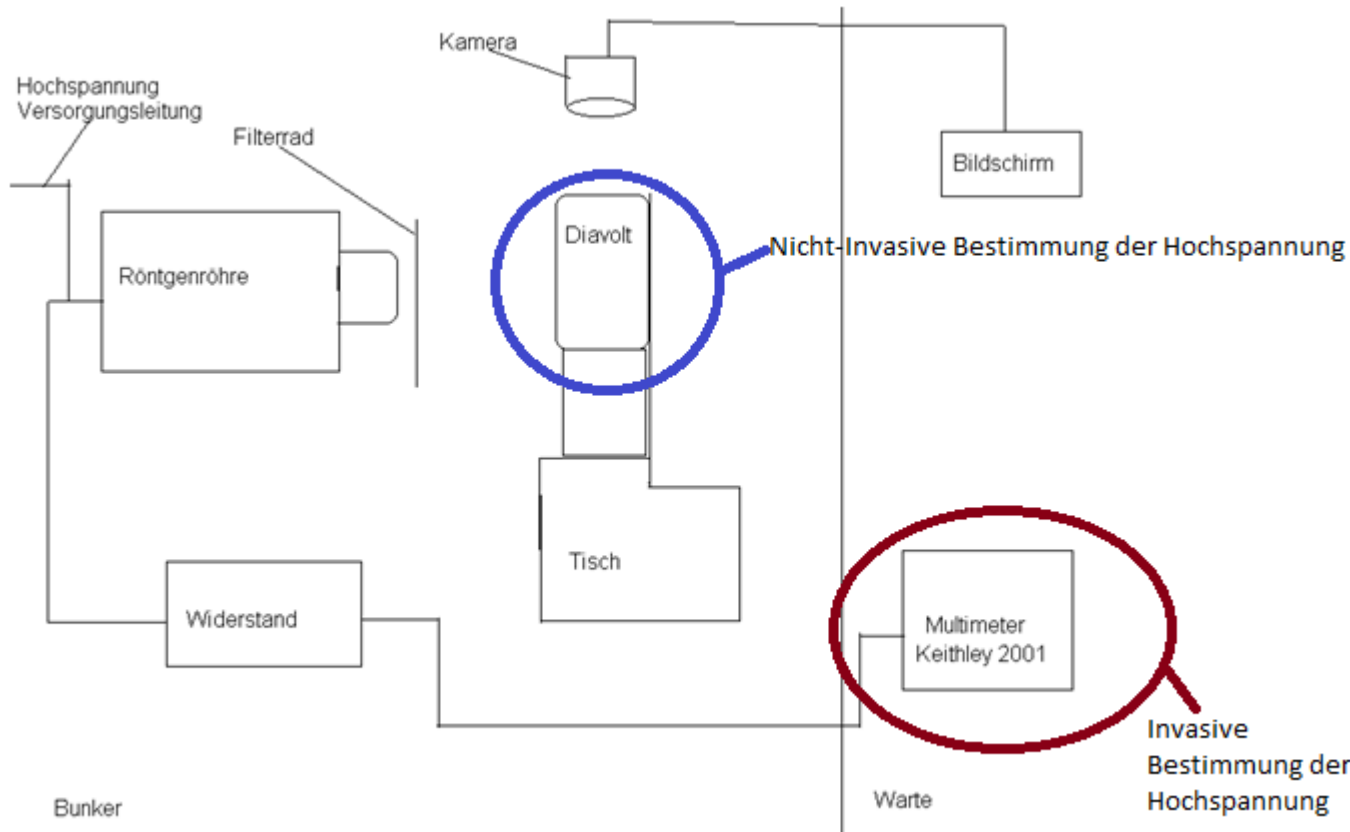 Kamera
Hochspannung
Versorgungsleitung
Filterrad
Bildschirm
Diavolt
Nicht-Invasive Bestimmung der Hochspannung
Röntgenröhre
Tisch
Widerstand
Multimeter
Keithley 2001
Invasive
Bestimmung der
Hochspannung
Bunker
Warte